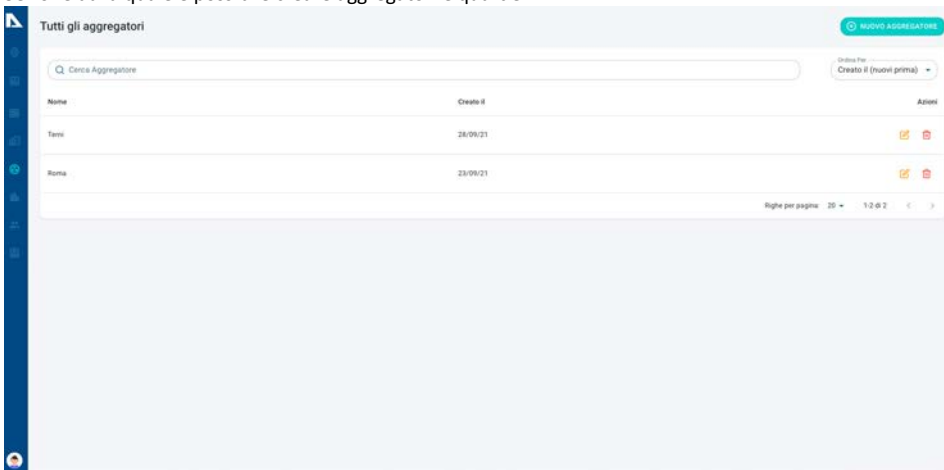 Tutti gli aggregatori
NUOVO AGGREGATORE
Cerca Aggregatore
Ordina Per
Creato il (nuovi prima)
Nome Creato il Azioni
Terni 28/09/21
Roma 23/09/21
Righe per pagina: 20 1-2 di 2